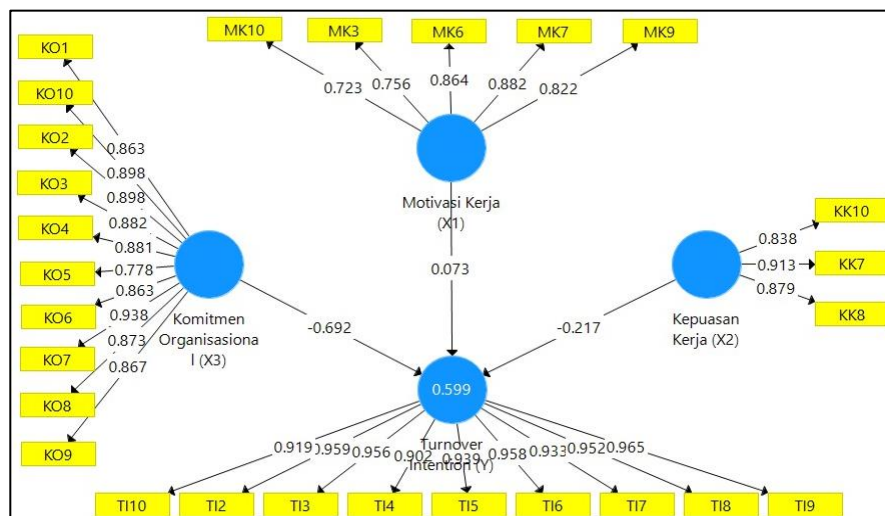 MK10
MK3
MK6
MK7
MK9
0.723
0.756
0.864
0.882
0.822
Motivasi Kerja
(X1)
KO1
KO10
KO2
KO3
KO4
KO5
KO6
KO7
KO8
KO9
0.863
0.898
0.898
0.882
0.881
0.778
0.863
0.938
0.873
0.867
Komitmen
Organisasiona
l (X3)
KK10
KK7
KK8
0.838
0.913
0.879
Kepuasan
Kerja (X2)
0.073
-0.692
-0.217
0.599
Turnover
Intention (Y)
0.919
0.959
0.956
0.902
0.939
0.958
0.933
0.952
0.965
TI10
TI2
TI3
TI4
TI5
TI6
TI7
TI8
TI9